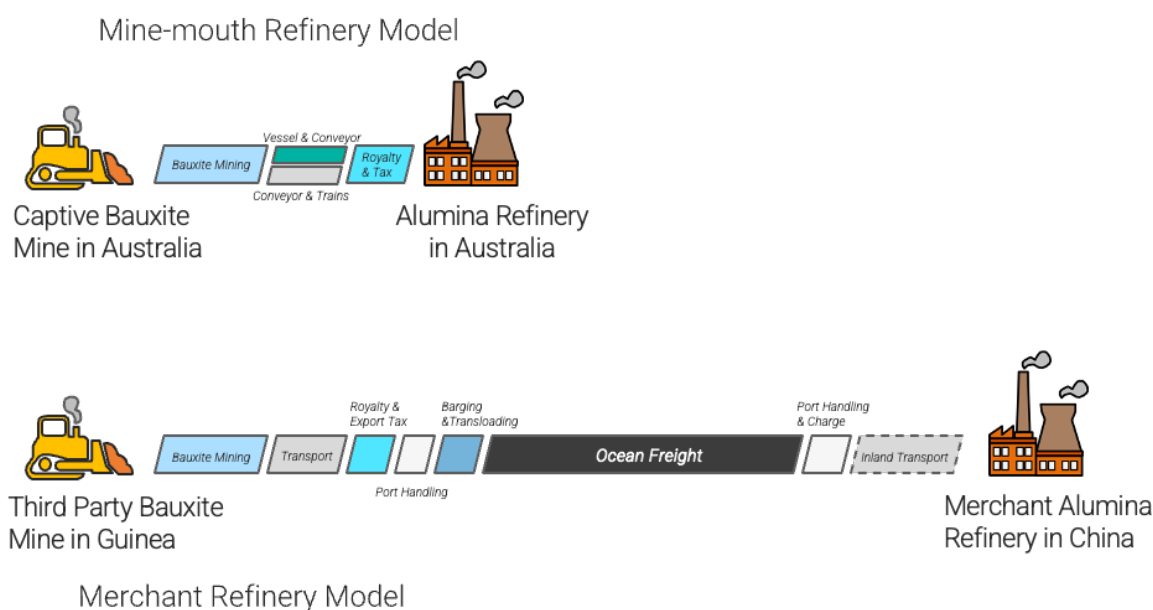 Mine-mouth Refinery Model
Vessel & Conveyor
Bauxite Mining
Royalty
& Tax
Conveyor & Trains
Captive Bauxite
Mine in Australia
Alumina Refinery
in Australia
Royalty &
Export Tax
Barging
&Transloading
Port Handling
& Charge
Bauxite Mining
Transport
Ocean Freight
Inland Transport
Port Handling
Third Party Bauxite
Mine in Guinea
Merchant Alumina
Refinery in China
Merchant Refinery Model